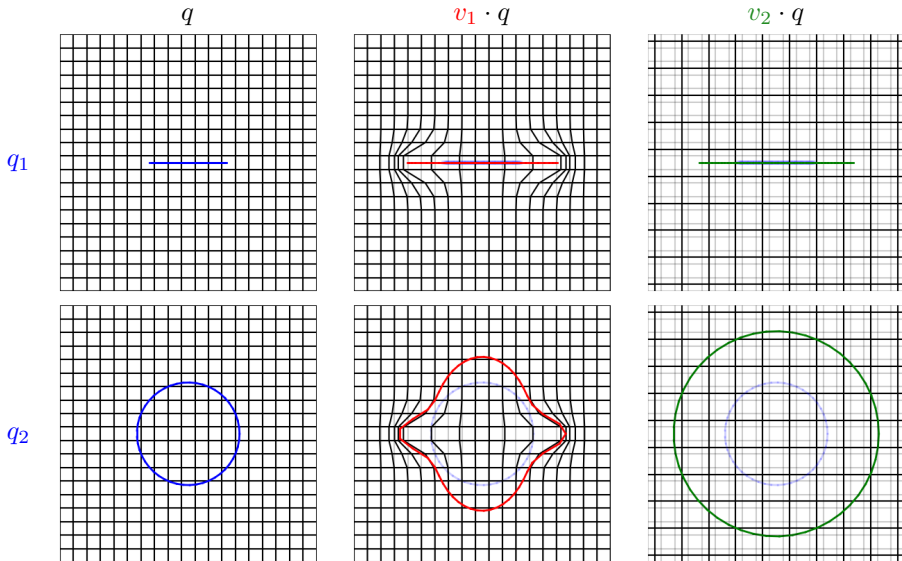 q v₁ · q v₂ · q
q₁
q₂